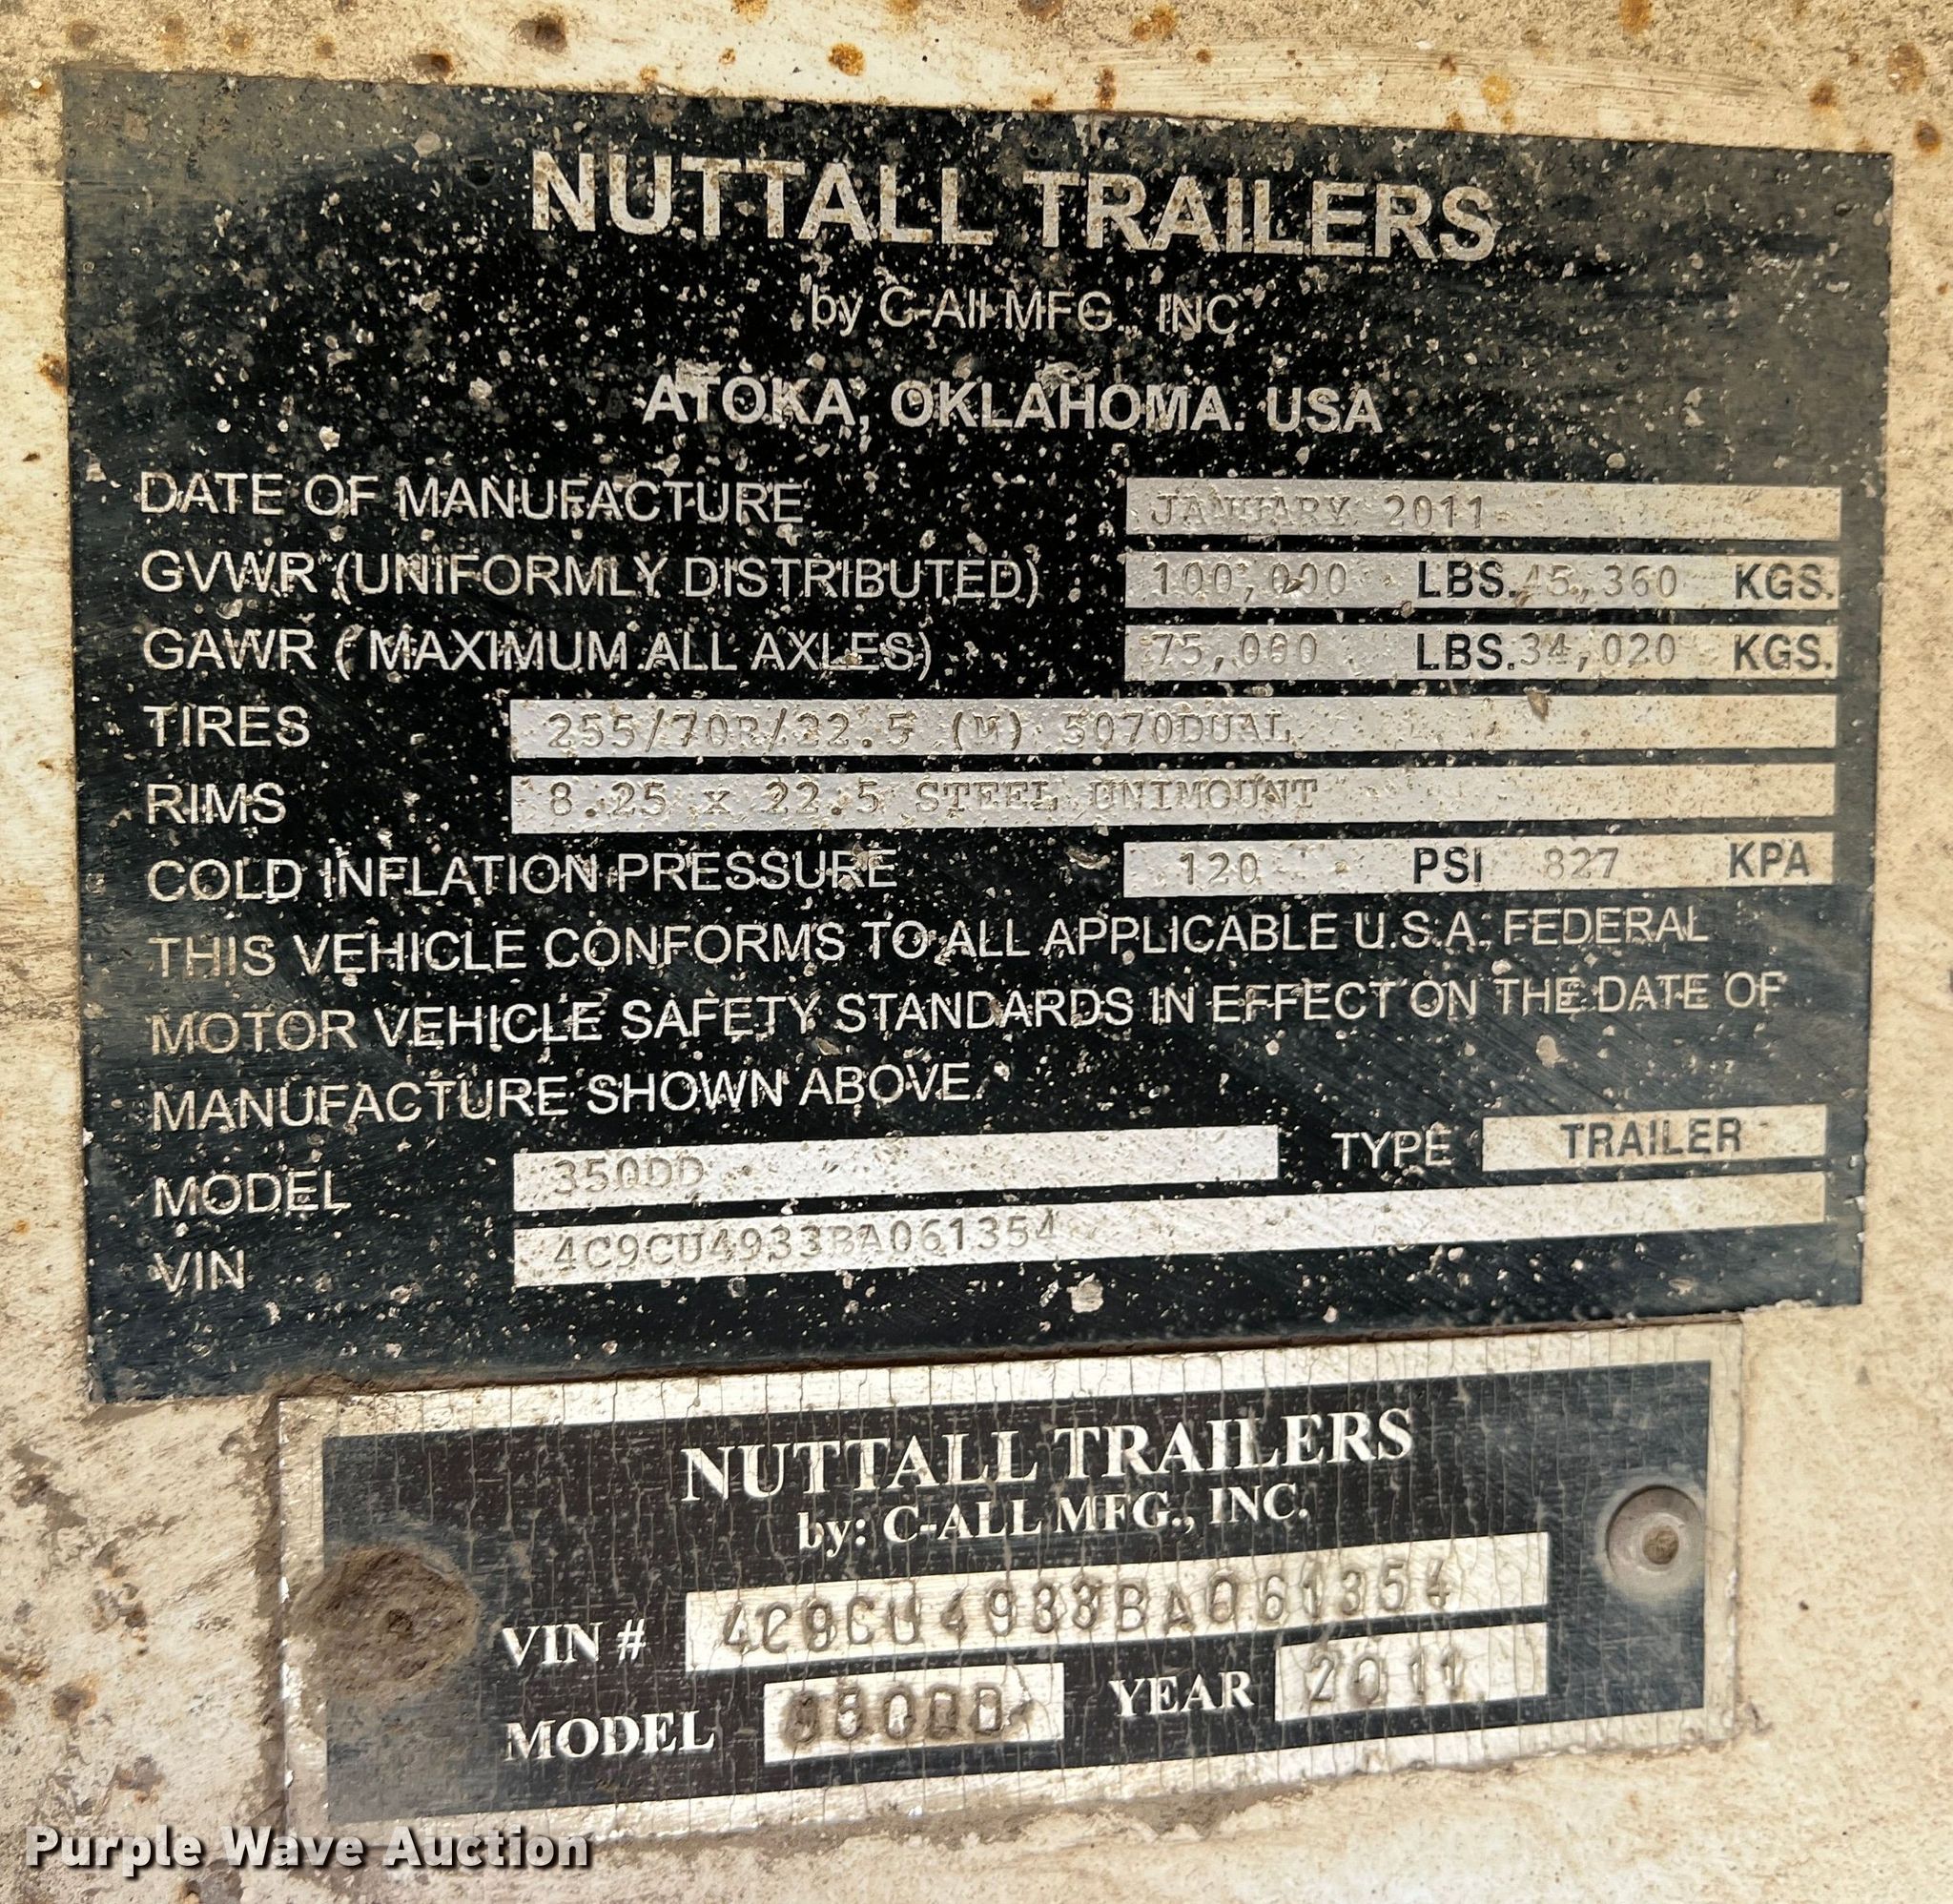 NUTTALL TRAILERS
by C-All MFG., INC.
ATOKA, OKLAHOMA. USA
DATE OF MANUFACTURE JANUARY 2011
GVWR (UNIFORMLY DISTRIBUTED) 100,000 LBS. 45,360 KGS.
GAWR ( MAXIMUM ALL AXLES) 75,000 LBS. 34,020 KGS.
TIRES 255/70R/22.5 (M) 5070DUAL
RIMS 8.25 x 22.5 STEEL UNIMOUNT
COLD INFLATION PRESSURE 120 PSI 827 KPA
THIS VEHICLE CONFORMS TO ALL APPLICABLE U.S.A. FEDERAL
MOTOR VEHICLE SAFETY STANDARDS IN EFFECT ON THE DATE OF
MANUFACTURE SHOWN ABOVE.
MODEL 350DD TYPE TRAILER
VIN 4C9CU4933BA061354
NUTTALL TRAILERS
by: C-ALL MFG., INC.
VIN # 4C9CU4933BA061354
MODEL 350DD YEAR 2011
Purple Wave Auction